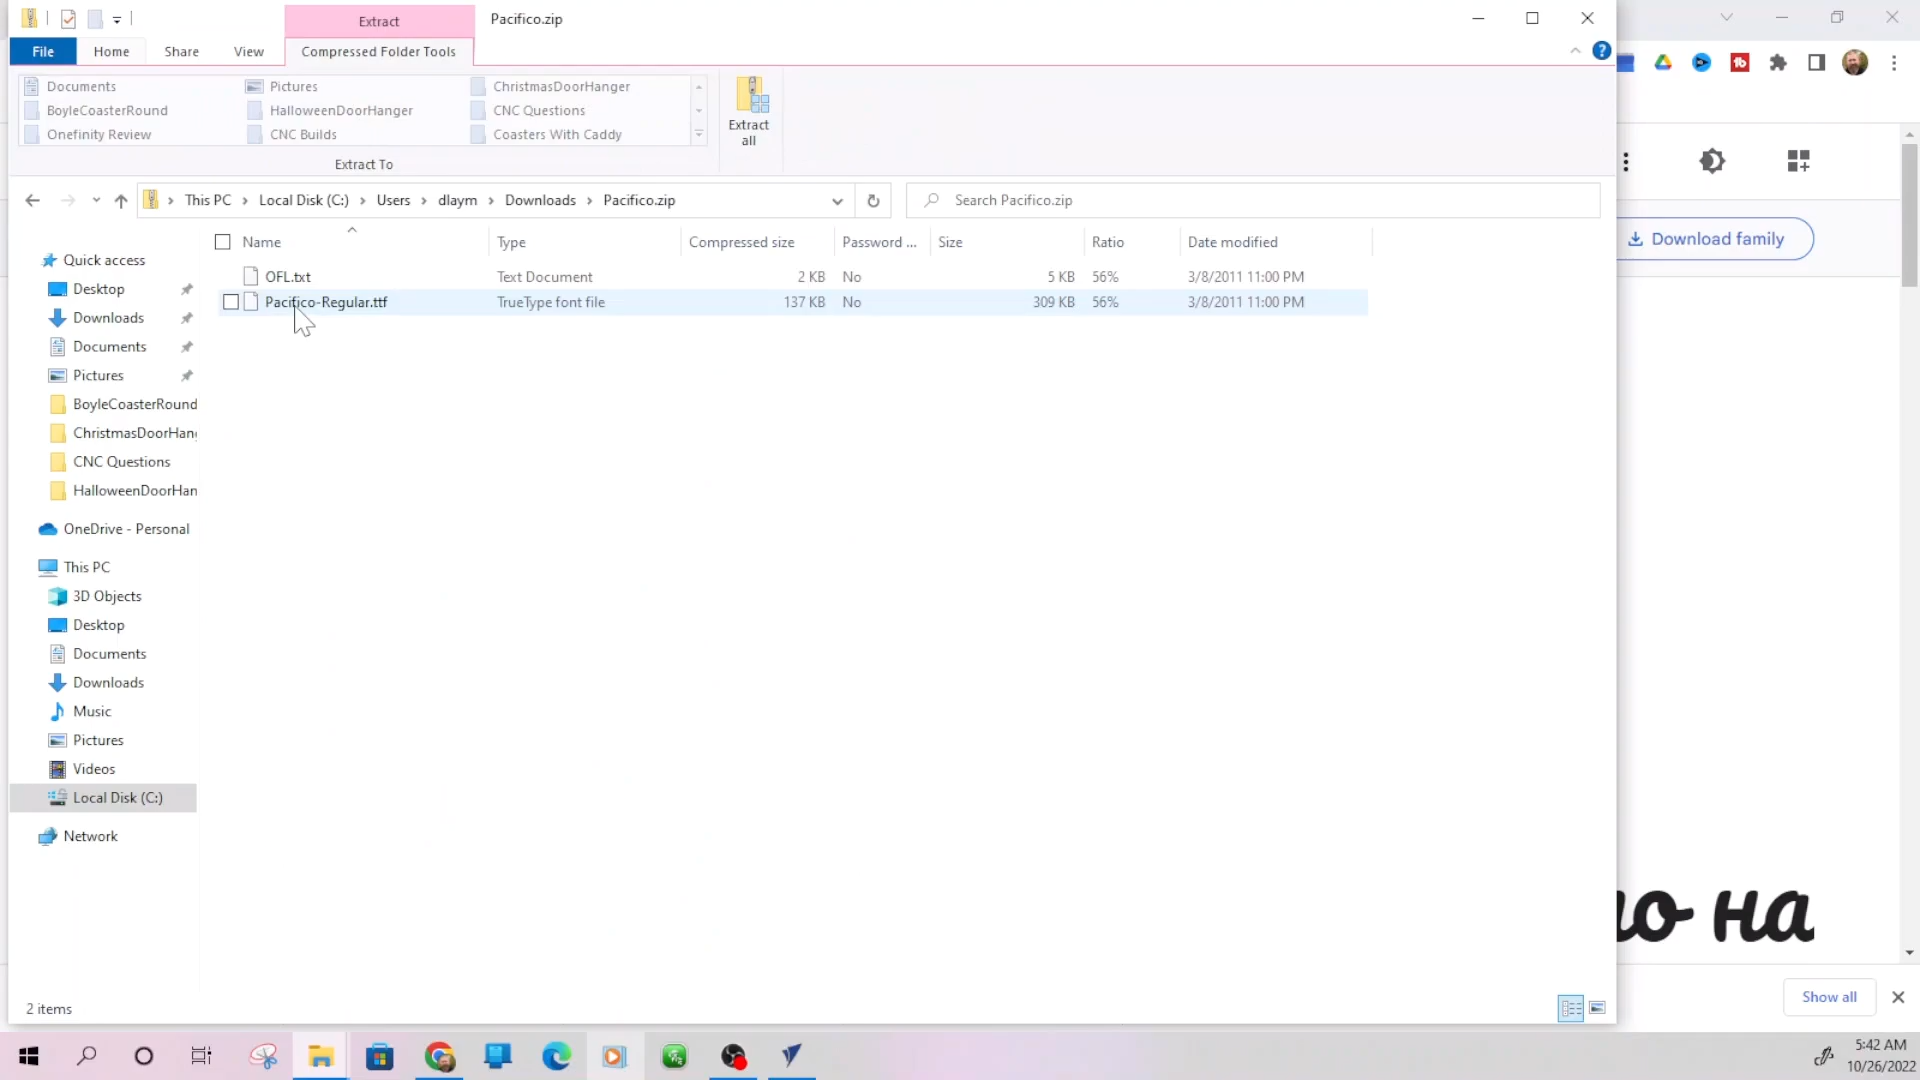 Extract
Pacifico.zip
File
Home
Share
View
Compressed Folder Tools
Documents
Pictures
ChristmasDoorHanger
BoyleCoasterRound
HalloweenDoorHanger
CNC Questions
Onefinity Review
CNC Builds
Coasters With Caddy
Extract To
Extract
all
This PC > Local Disk (C:) > Users > dlaym > Downloads > Pacifico.zip
Search Pacifico.zip
Name
Type
Compressed size
Password ...
Size
Ratio
Date modified
OFL.txt Text Document 2 KB No 5 KB 56% 3/8/2011 11:00 PM
Pacifico-Regular.ttf TrueType font file 137 KB No 309 KB 56% 3/8/2011 11:00 PM
Quick access
Desktop
Downloads
Documents
Pictures
BoyleCoasterRound
ChristmasDoorHang
CNC Questions
HalloweenDoorHan
OneDrive - Personal
This PC
3D Objects
Desktop
Documents
Downloads
Music
Pictures
Videos
Local Disk (C:)
Network
2 items
Download family
но на
Show all
5:42 AM
10/26/2022